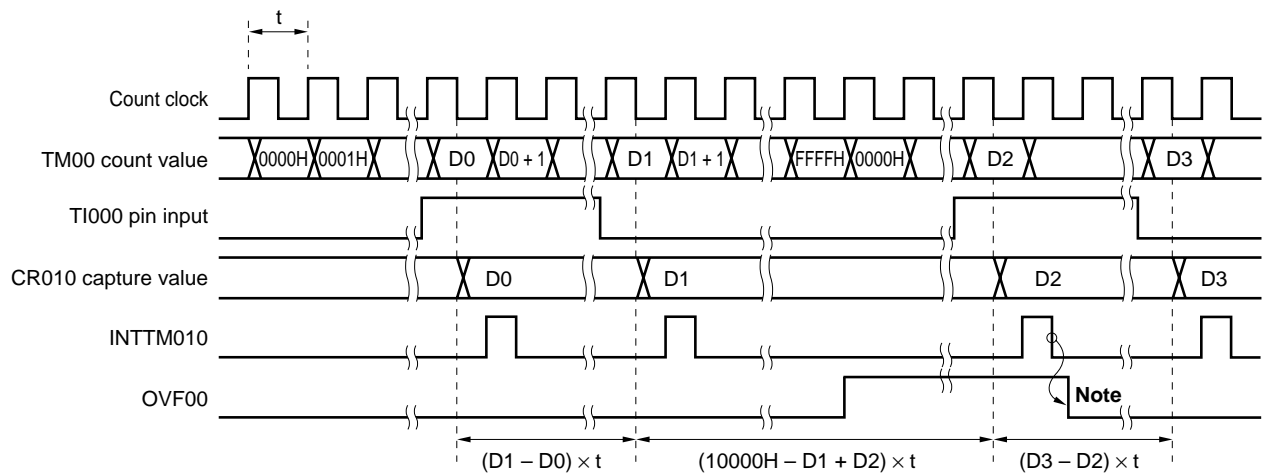 t
Count clock
TM00 count value 0000H 0001H D0 D0 + 1 D1 D1 + 1 FFFFH 0000H D2 D3
TI000 pin input
CR010 capture value D0 D1 D2 D3
INTTM010
OVF00 Note
(D1 – D0) × t (10000H – D1 + D2) × t (D3 – D2) × t